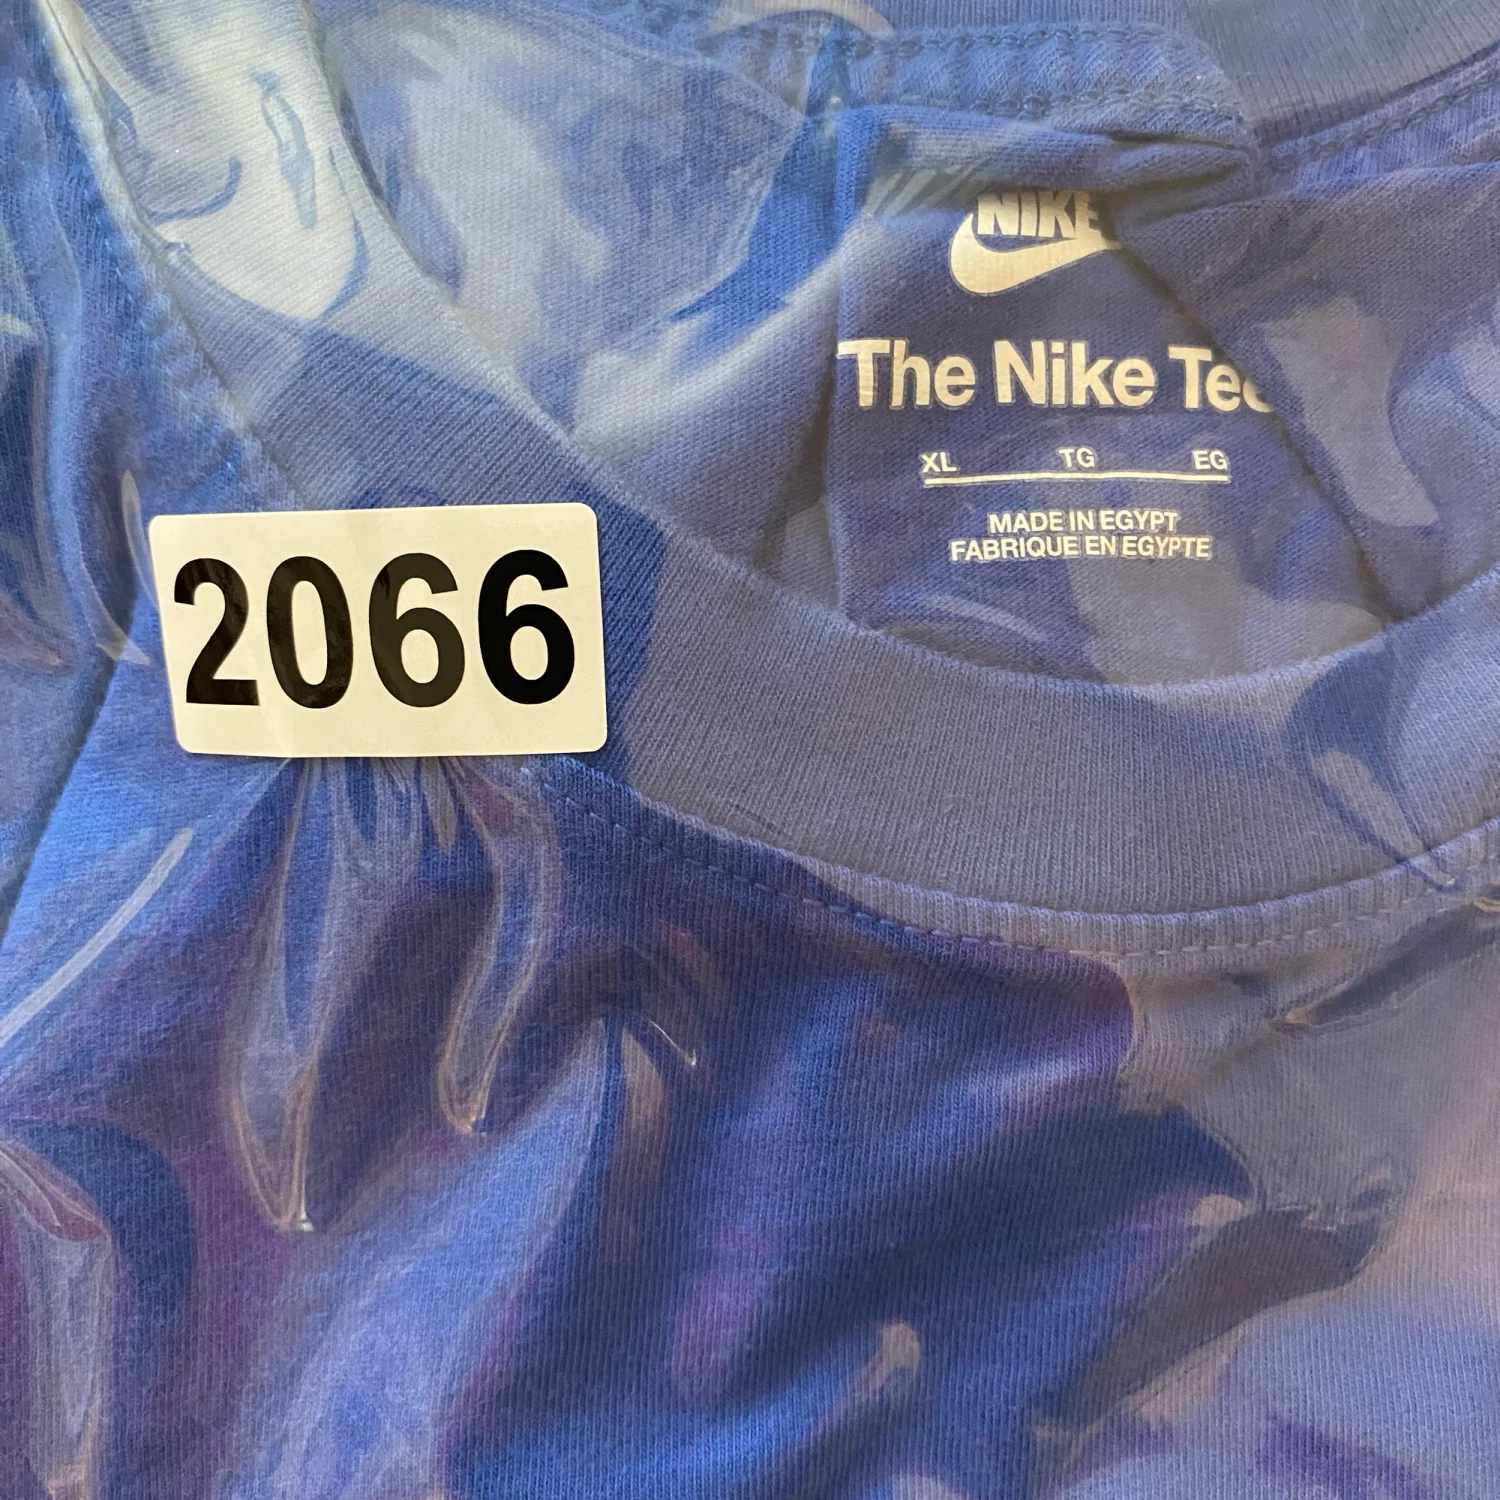 NIKE
The Nike Tee
XL TG EG
MADE IN EGYPT
FABRIQUE EN EGYPTE
2066